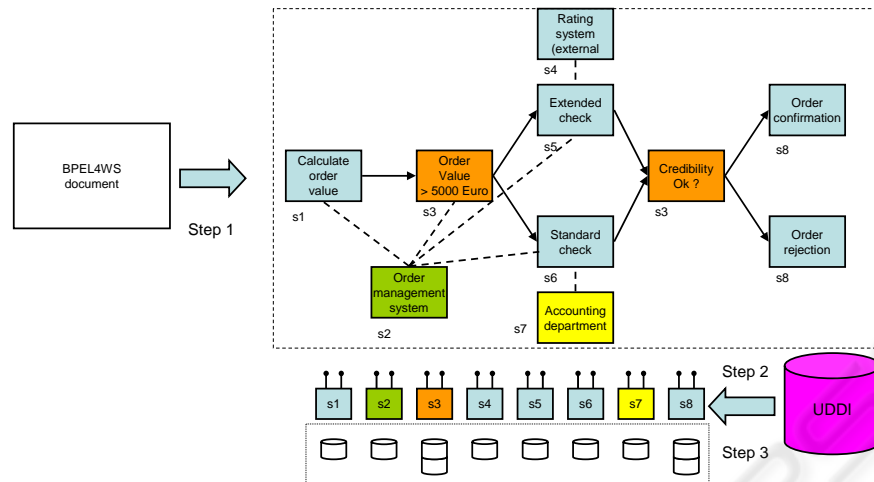 Rating
system
(external
s4
Extended
check
s5
Order
confirmation
s8
BPEL4WS
document
Step 1
Calculate
order
value
s1
Order
Value
> 5000 Euro
s3
Credibility
Ok ?
s3
Standard
check
s6
Order
rejection
s8
Order
management
system
s2
s7
Accounting
department
Step 2
s1
s2
s3
s4
s5
s6
s7
s8
UDDI
Step 3